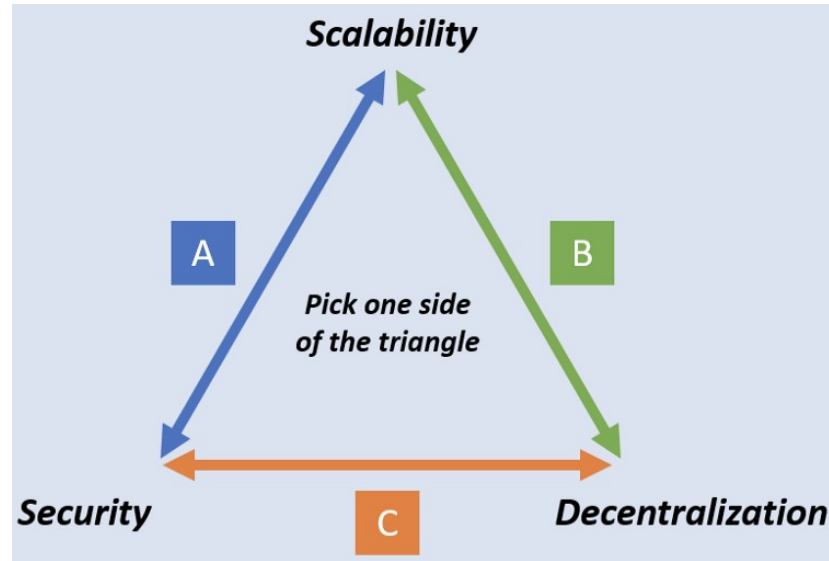 Scalability
A
B
Pick one side
of the triangle
Security
C
Decentralization